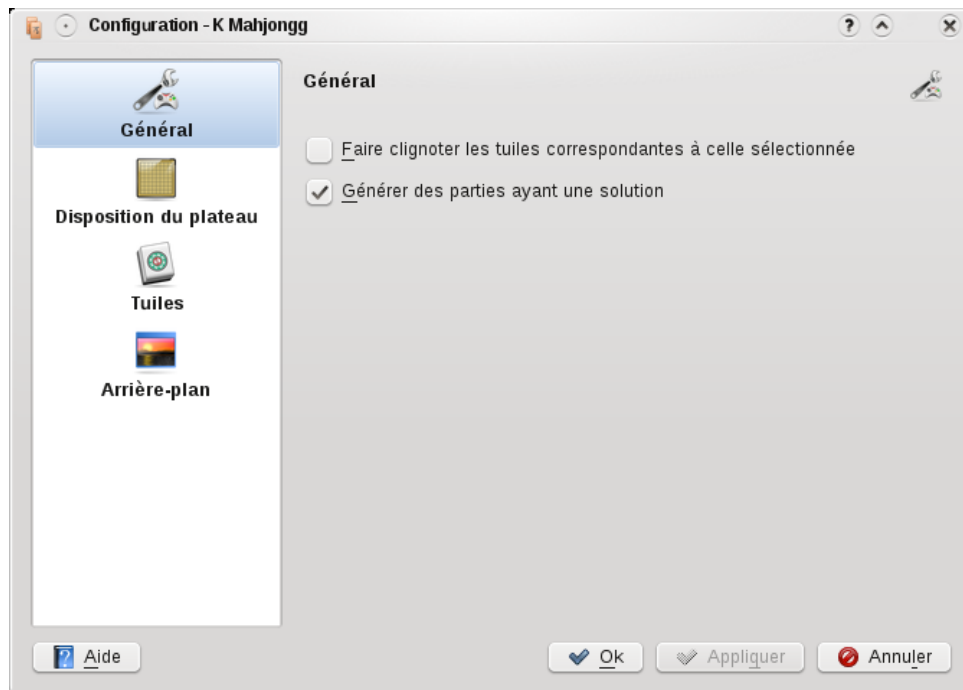 Configuration - K Mahjongg
Général
Disposition du plateau
Tuiles
Arrière-plan
Général
Faire clignoter les tuiles correspondantes à celle sélectionnée
Générer des parties ayant une solution
Aide
Ok
Appliquer
Annuler